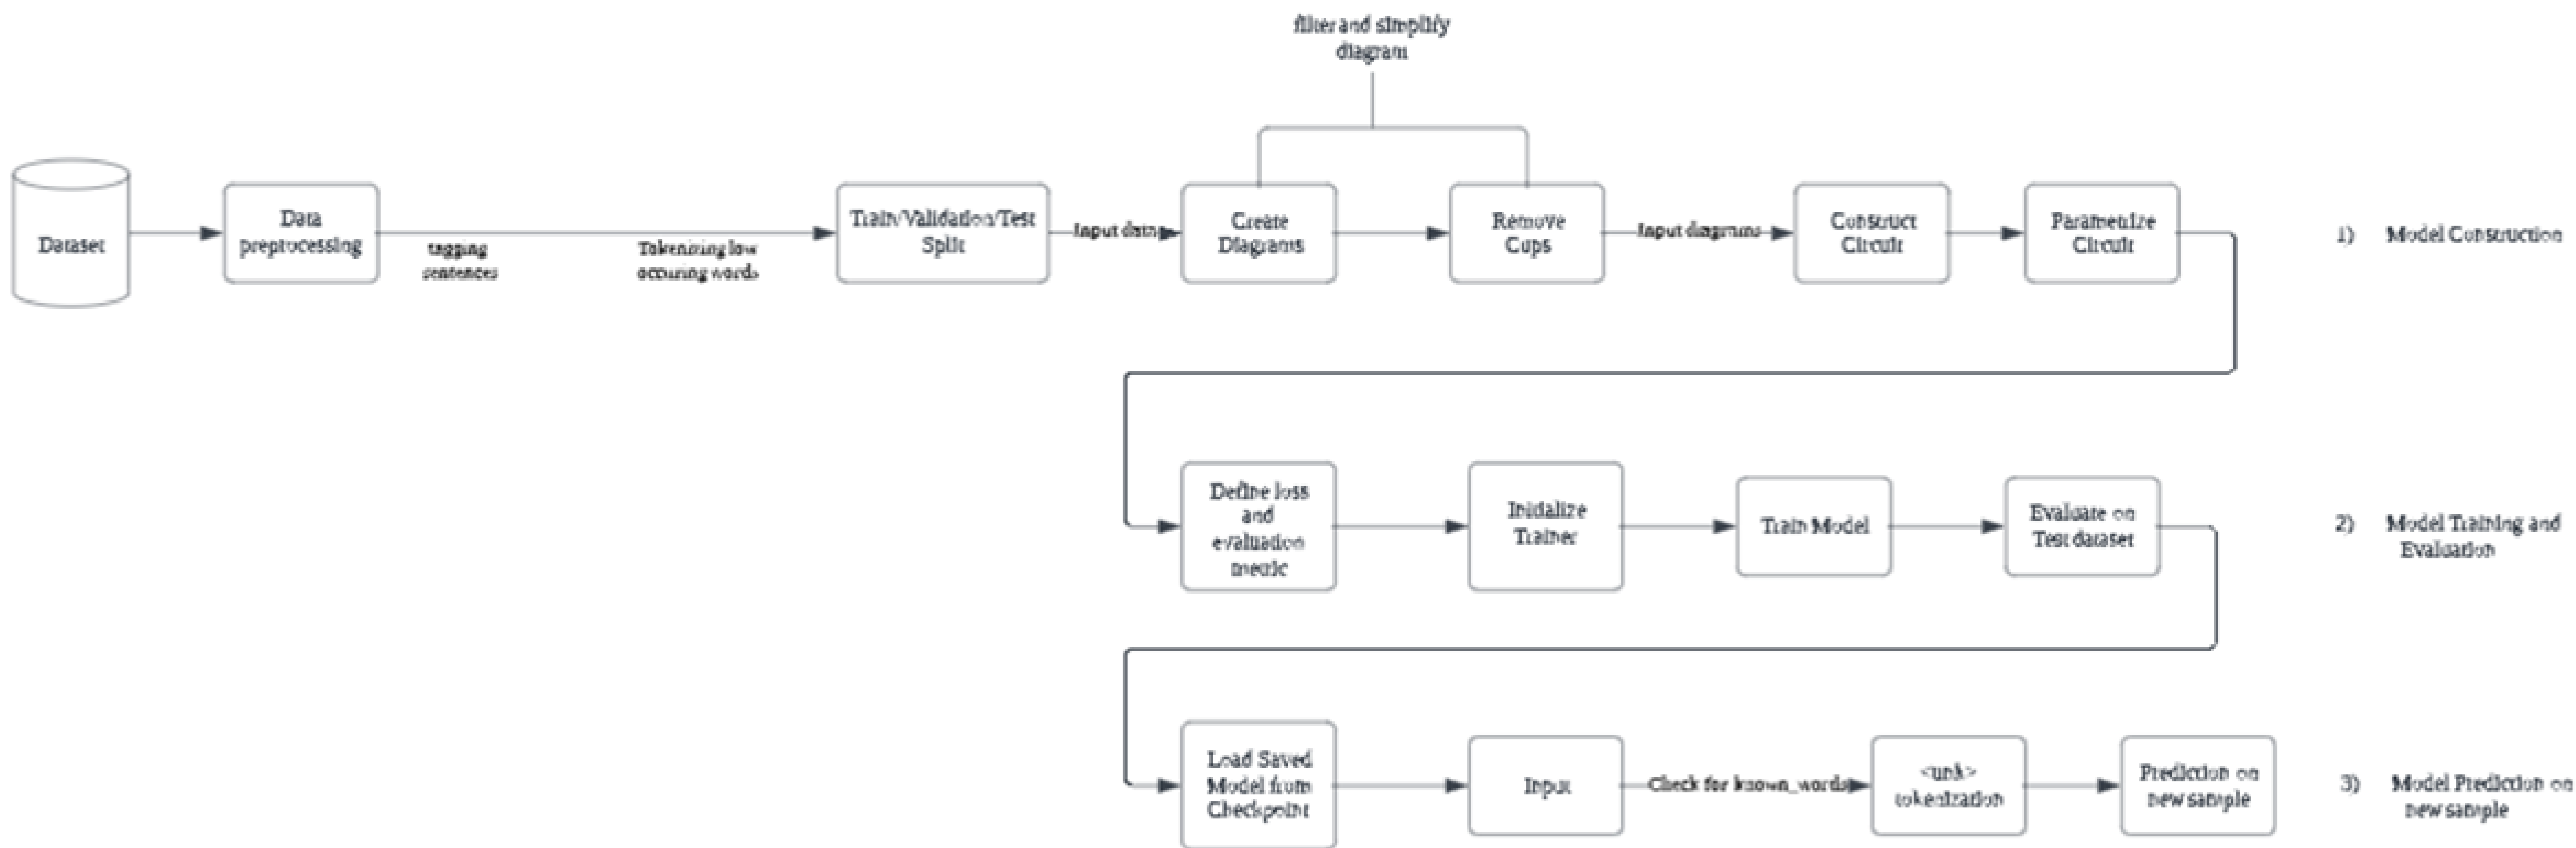 filter and simplify
diagram
Dataset
Data
preprocessing
tagging
sentences
Tokenizing low
occuring words
Train/Validation/Test
Split
Input data
Create
Diagrams
Remove
Cups
Input diagrams
Construct
Circuit
Parametrize
Circuit
1) Model Construction
Define loss
and
evaluation
metric
Initialize
Trainer
Train Model
Evaluate on
Test dataset
2) Model Training and
Evaluation
Load Saved
Model from
Checkpoint
Input
Check for known_words
<unk>
tokenization
Prediction on
new sample
3) Model Prediction on
new sample